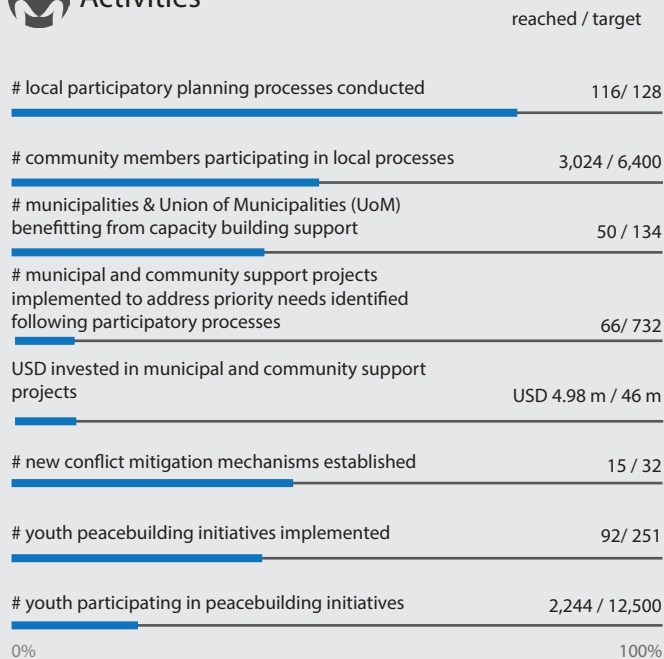 Activities
reached / target
# local participatory planning processes conducted 116/ 128
# community members participating in local processes 3,024 / 6,400
# municipalities & Union of Municipalities (UoM)
benefitting from capacity building support 50 / 134
# municipal and community support projects
implemented to address priority needs identified
following participatory processes 66/ 732
USD invested in municipal and community support
projects USD 4.98 m / 46 m
# new conflict mitigation mechanisms established 15 / 32
# youth peacebuilding initiatives implemented 92/ 251
# youth participating in peacebuilding initiatives 2,244 / 12,500
0% 100%